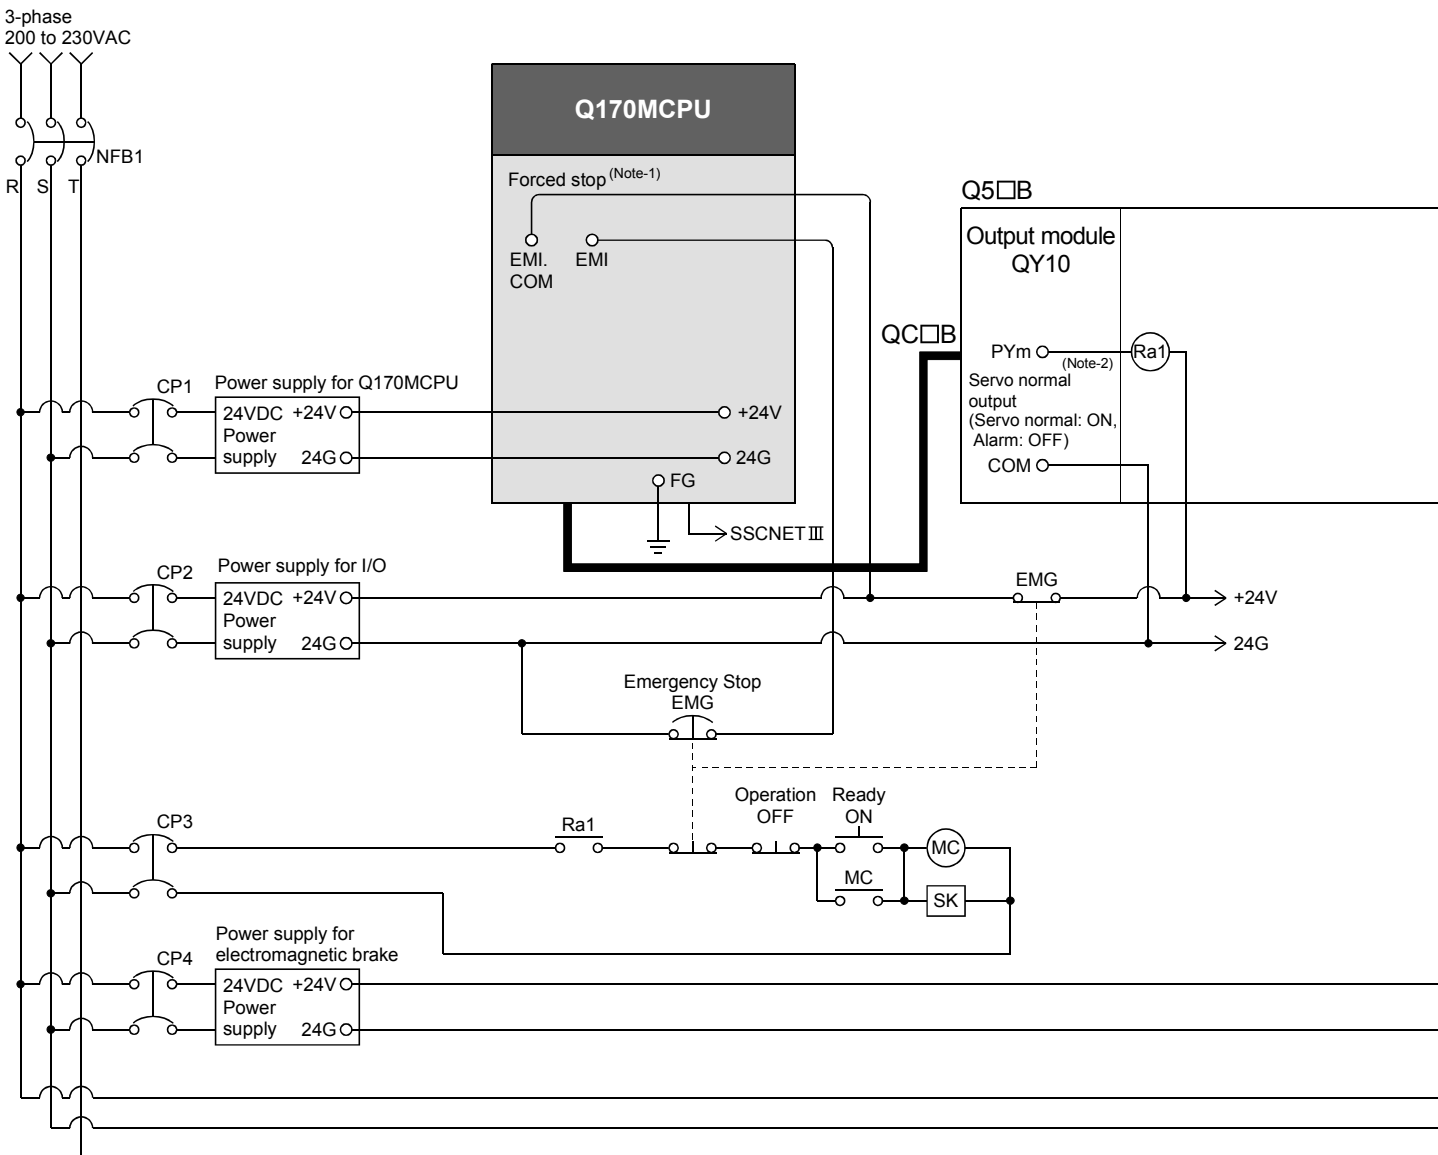 3-phase
200 to 230VAC
NFB1
R S T
Q170MCPU
Forced stop (Note-1)
EMI.
COM
EMI
Q5□B
Output module
QY10
QC□B
PYm
(Note-2)
Ra1
Servo normal
output
(Servo normal: ON,
Alarm: OFF)
COM
CP1
Power supply for Q170MCPU
24VDC +24V
Power
supply 24G
+24V
24G
FG
SSCNETⅢ
CP2
Power supply for I/O
24VDC +24V
Power
supply 24G
EMG
+24V
24G
Emergency Stop
EMG
Operation
OFF
Ready
ON
CP3
Ra1
MC
MC
SK
CP4
Power supply for
electromagnetic brake
24VDC +24V
Power
supply 24G